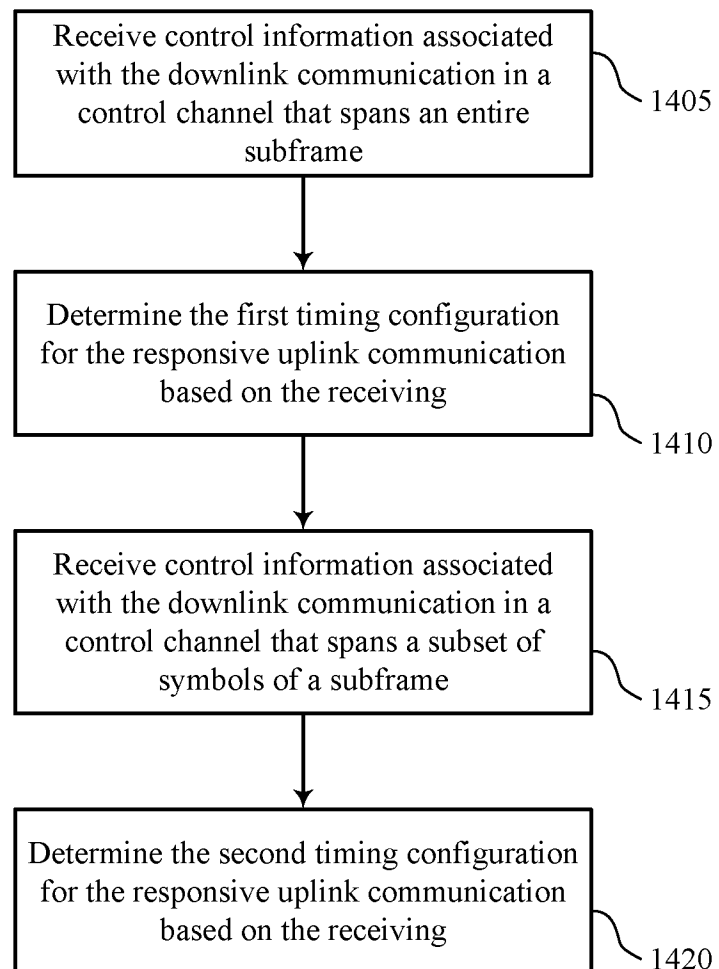 Receive control information associated
with the downlink communication in a
control channel that spans an entire
subframe
1405
Determine the first timing configuration
for the responsive uplink communication
based on the receiving
1410
Receive control information associated
with the downlink communication in a
control channel that spans a subset of
symbols of a subframe
1415
Determine the second timing configuration
for the responsive uplink communication
based on the receiving
1420